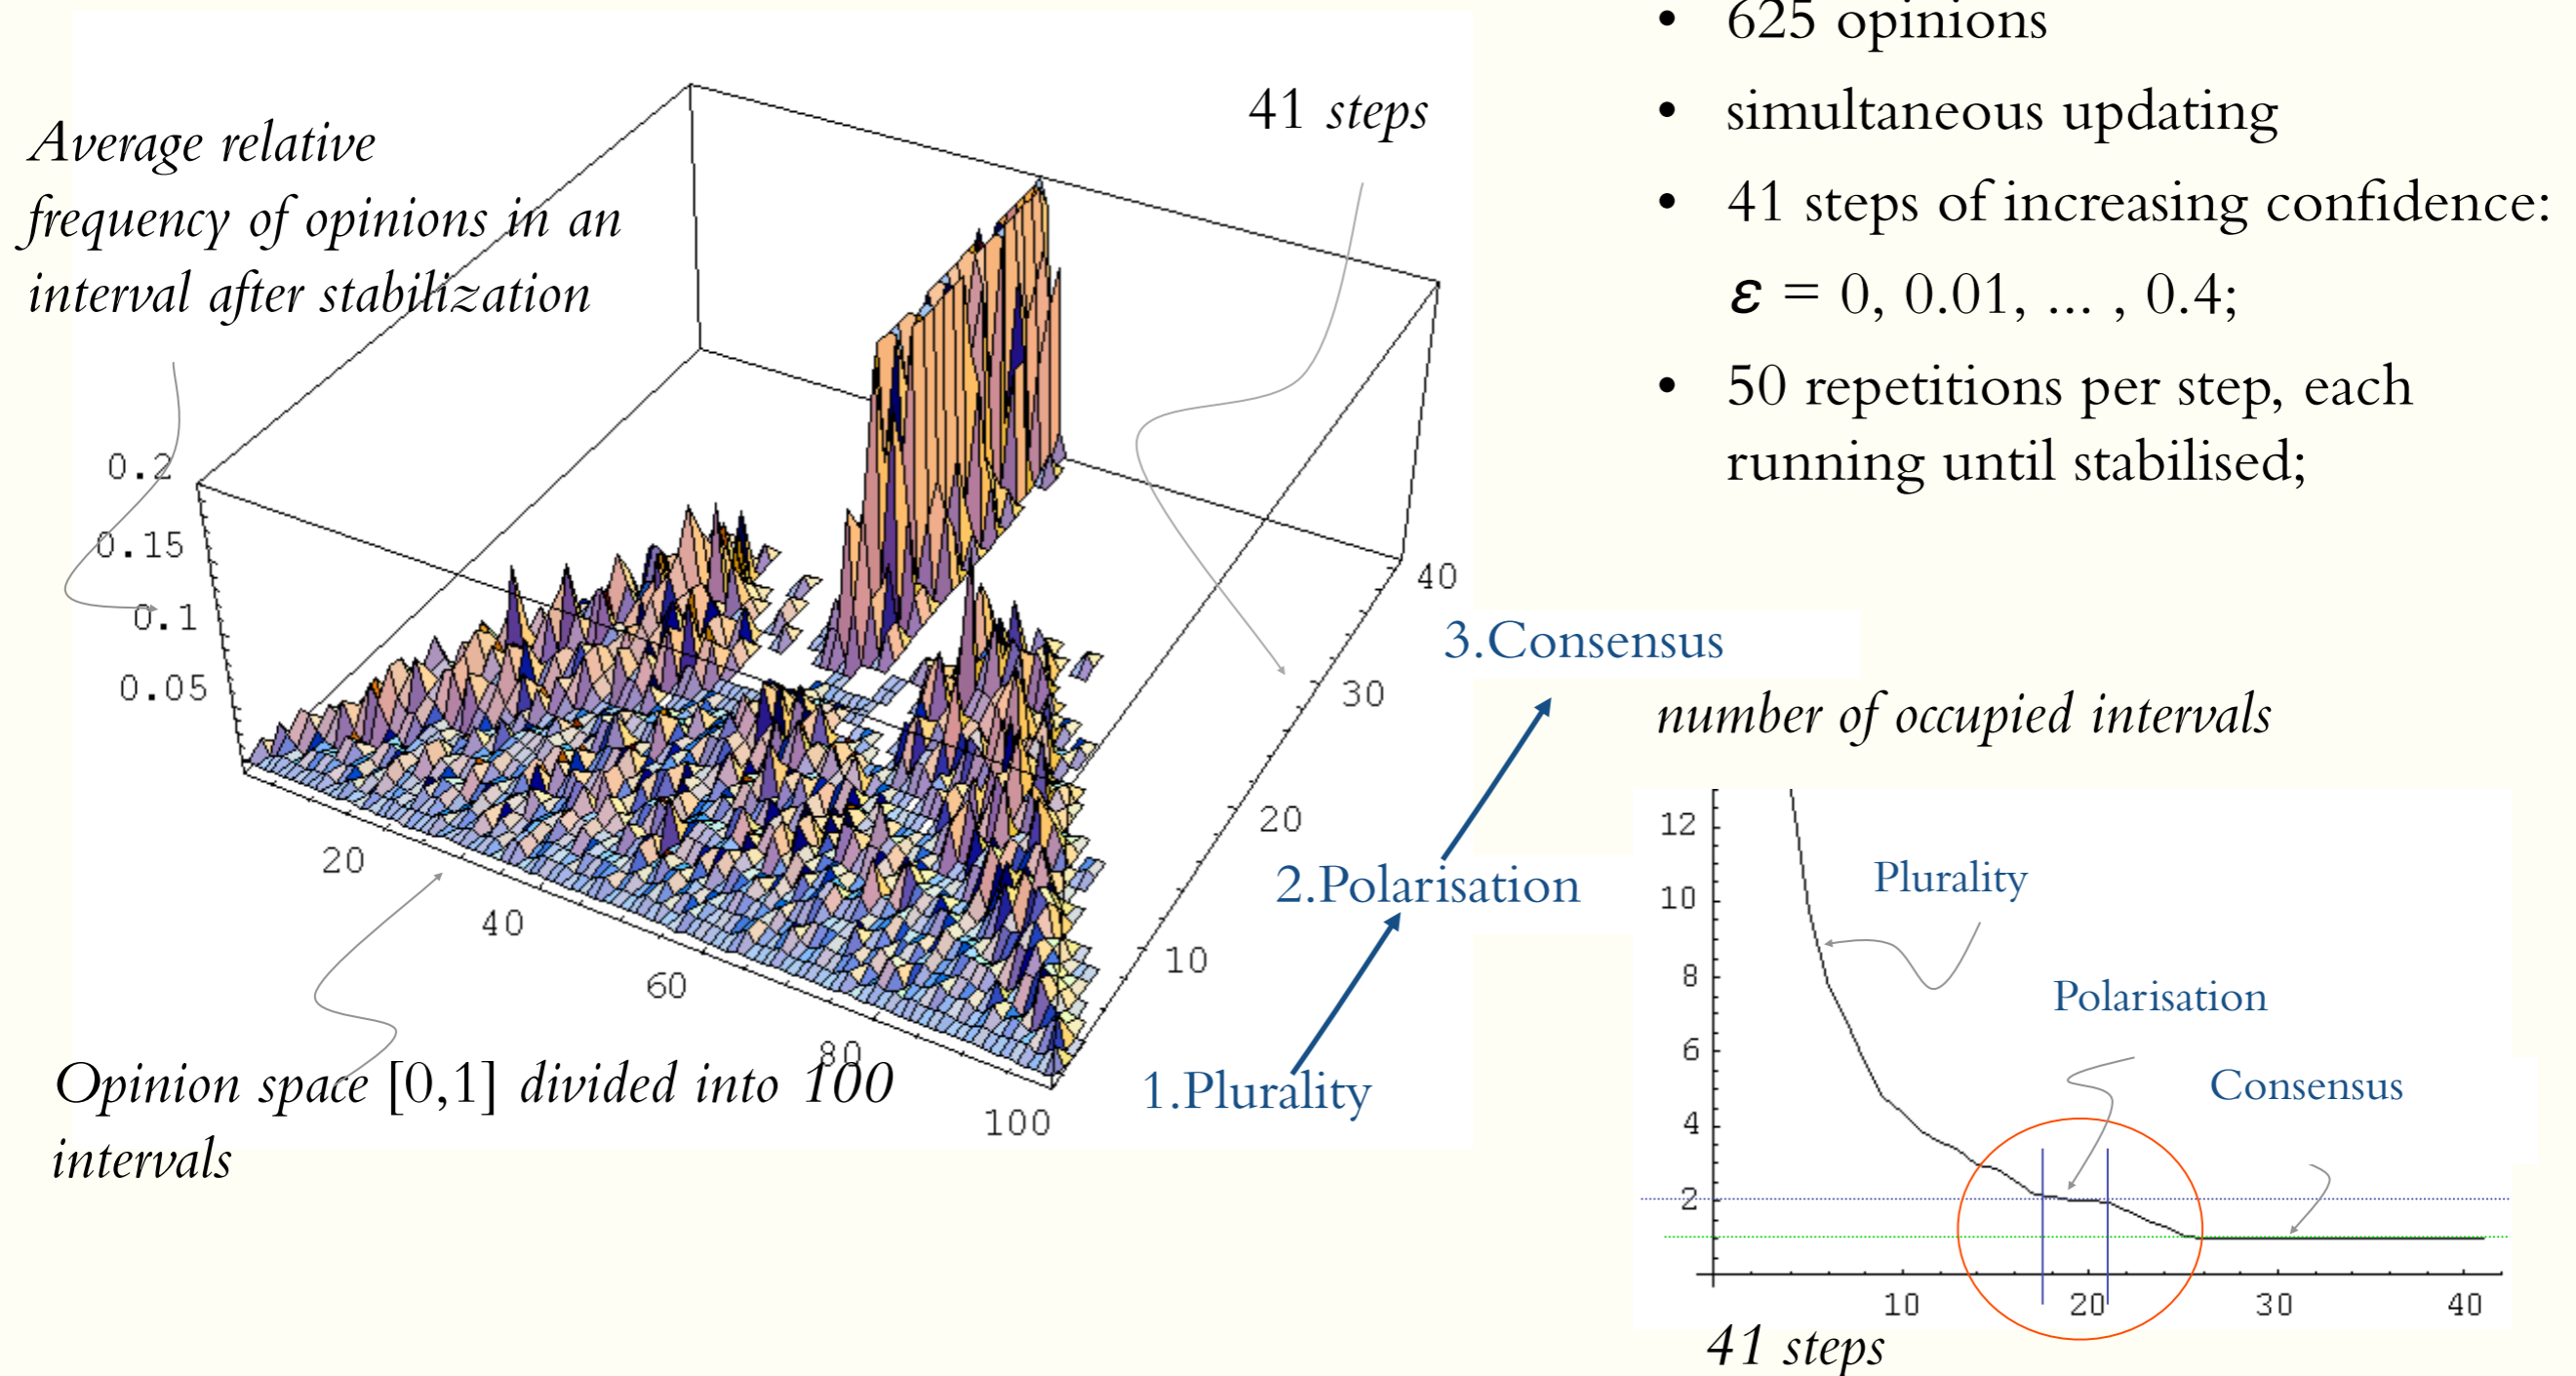 Average relative
frequency of opinions in an
interval after stabilization
41 steps
0.2
0.15
0.1
0.05
20
40
60
80
100
10
20
30
40
Opinion space [0,1] divided into 100
intervals
1.Plurality
2.Polarisation
3.Consensus
• 625 opinions
• simultaneous updating
• 41 steps of increasing confidence:
ε = 0, 0.01, ... , 0.4;
• 50 repetitions per step, each
running until stabilised;
number of occupied intervals
12
10
8
6
4
2
Plurality
Polarisation
Consensus
10
20
30
40
41 steps